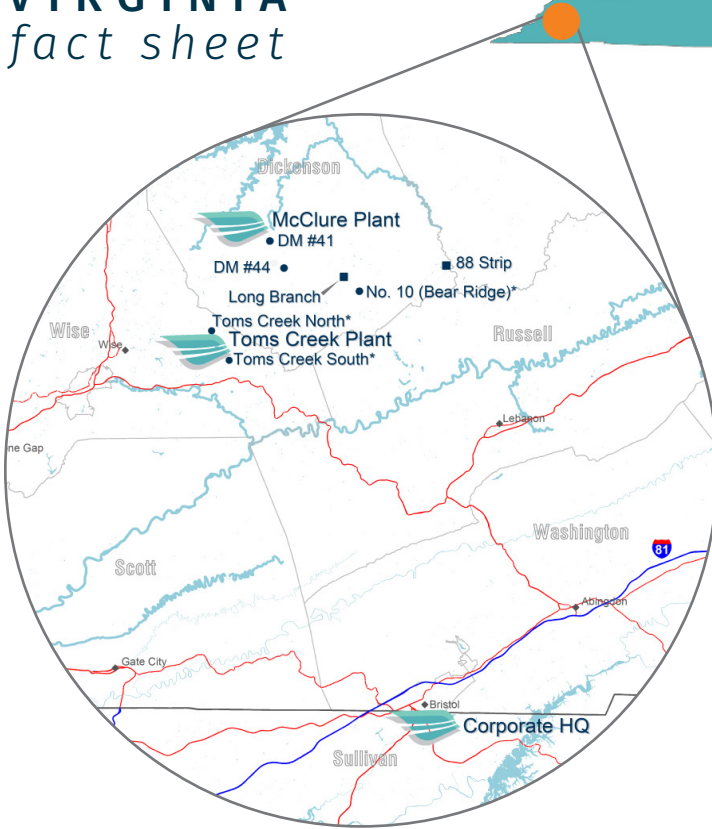 VIRGINIA
fact sheet
Dickenson
McClure Plant
DM #41
88 Strip
DM #44
Long Branch
No. 10 (Bear Ridge)*
Toms Creek North*
Wise
Wise
Toms Creek Plant
Russell
Toms Creek South*
Lebanon
ne Gap
Washington
81
Scott
Abingdon
Gate City
Bristol
Corporate HQ
Sullivan